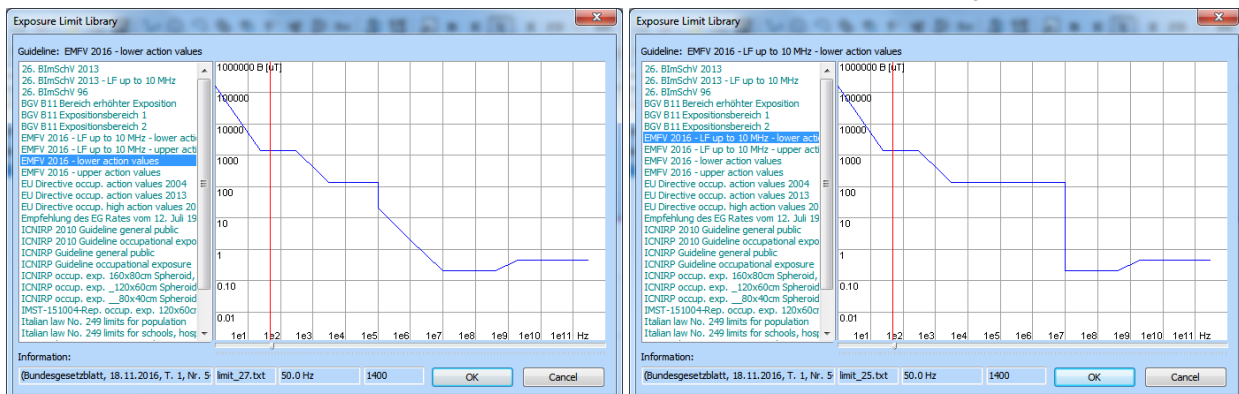 Exposure Limit Library
Guideline: EMFV 2016 - lower action values
26. BImSchV 2013
26. BImSchV 2013 - LF up to 10 MHz
26. BImSchV 96
BGV B11 Bereich erhöhter Exposition
BGV B11 Expositionsbereich 1
BGV B11 Expositionsbereich 2
EMFV 2016 - LF up to 10 MHz - lower acti
EMFV 2016 - LF up to 10 MHz - upper acti
EMFV 2016 - lower action values
EMFV 2016 - upper action values
EU Directive occup. action values 2004
EU Directive occup. action values 2013
EU Directive occup. high action values 20
Empfehlung des EG Rates vom 12. Juli 19
ICNIRP 2010 Guideline general public
ICNIRP 2010 Guideline occupational expo
ICNIRP Guideline general public
ICNIRP Guideline occupational exposure
ICNIRP occup. exp. 160x80cm Spheroid,
ICNIRP occup. exp. _120x60cm Spheroid
ICNIRP occup. exp. __80x40cm Spheroid
IMST-151004-Rep. occup. exp. 120x60cr
Italian law No. 249 limits for population
Italian law No. 249 limits for schools, hosp
1000000 B [uT]
100000
10000
1000
100
10
1
0.10
0.01
1e1 1e2 1e3 1e4 1e5 1e6 1e7 1e8 1e9 1e10 1e11 Hz
Information:
(Bundesgesetzblatt, 18.11.2016, T. 1, Nr. 5 limit_27.txt 50.0 Hz 1400 OK Cancel
Exposure Limit Library
Guideline: EMFV 2016 - LF up to 10 MHz - lower action values
26. BImSchV 2013
26. BImSchV 2013 - LF up to 10 MHz
26. BImSchV 96
BGV B11 Bereich erhöhter Exposition
BGV B11 Expositionsbereich 1
BGV B11 Expositionsbereich 2
EMFV 2016 - LF up to 10 MHz - lower acti
EMFV 2016 - LF up to 10 MHz - upper acti
EMFV 2016 - lower action values
EMFV 2016 - upper action values
EU Directive occup. action values 2004
EU Directive occup. action values 2013
EU Directive occup. high action values 20
Empfehlung des EG Rates vom 12. Juli 19
ICNIRP 2010 Guideline general public
ICNIRP 2010 Guideline occupational expo
ICNIRP Guideline general public
ICNIRP Guideline occupational exposure
ICNIRP occup. exp. 160x80cm Spheroid,
ICNIRP occup. exp. _120x60cm Spheroid
ICNIRP occup. exp. __80x40cm Spheroid
IMST-151004-Rep. occup. exp. 120x60cr
Italian law No. 249 limits for population
Italian law No. 249 limits for schools, hosp
1000000 B [uT]
100000
10000
1000
100
10
1
0.10
0.01
1e1 1e2 1e3 1e4 1e5 1e6 1e7 1e8 1e9 1e10 1e11 Hz
Information:
(Bundesgesetzblatt, 18.11.2016, T. 1, Nr. 5 limit_25.txt 50.0 Hz 1400 OK Cancel